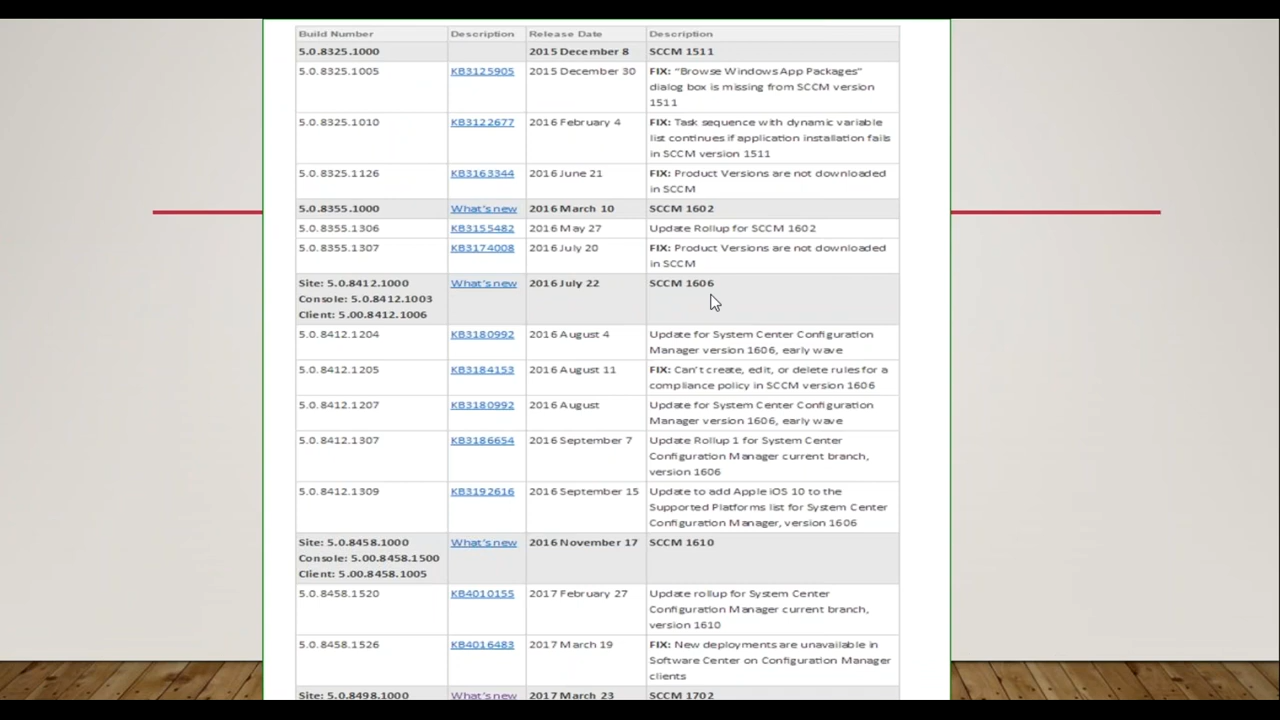 Build Number Description Release Date Description
5.0.8325.1000 2015 December 8 SCCM 1511
5.0.8325.1005 KB3125905 2015 December 30 FIX: "Browse Windows App Packages"
dialog box is missing from SCCM version
1511
5.0.8325.1010 KB3122677 2016 February 4 FIX: Task sequence with dynamic variable
list continues if application installation fails
in SCCM version 1511
5.0.8325.1126 KB3163344 2016 June 21 FIX: Product Versions are not downloaded
in SCCM
5.0.8355.1000 What's new 2016 March 10 SCCM 1602
5.0.8355.1306 KB3155482 2016 May 27 Update Rollup for SCCM 1602
5.0.8355.1307 KB3174008 2016 July 20 FIX: Product Versions are not downloaded
in SCCM
Site: 5.0.8412.1000 What's new 2016 July 22 SCCM 1606
Console: 5.0.8412.1003
Client: 5.00.8412.1006
5.0.8412.1204 KB3180992 2016 August 4 Update for System Center Configuration
Manager version 1606, early wave
5.0.8412.1205 KB3184153 2016 August 11 FIX: Can't create, edit, or delete rules for a
compliance policy in SCCM version 1606
5.0.8412.1207 KB3180992 2016 August Update for System Center Configuration
Manager version 1606, early wave
5.0.8412.1307 KB3186654 2016 September 7 Update Rollup 1 for System Center
Configuration Manager current branch,
version 1606
5.0.8412.1309 KB3192616 2016 September 15 Update to add Apple iOS 10 to the
Supported Platforms list for System Center
Configuration Manager, version 1606
Site: 5.0.8458.1000 What's new 2016 November 17 SCCM 1610
Console: 5.00.8458.1500
Client: 5.00.8458.1005
5.0.8458.1520 KB4010155 2017 February 27 Update rollup for System Center
Configuration Manager current branch,
version 1610
5.0.8458.1526 KB4016483 2017 March 19 FIX: New deployments are unavailable in
Software Center on Configuration Manager
clients
Site: 5.0.8498.1000 What's new 2017 March 23 SCCM 1702